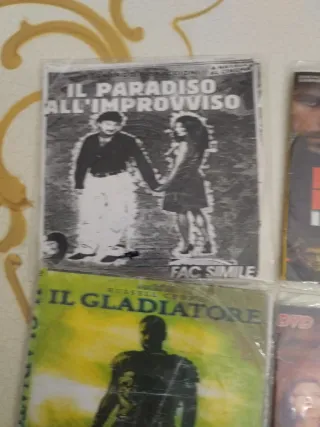 IL PARADISO
ALL'IMPROVVISO
FAC SIMILE
IL GLADIATORE
DVD